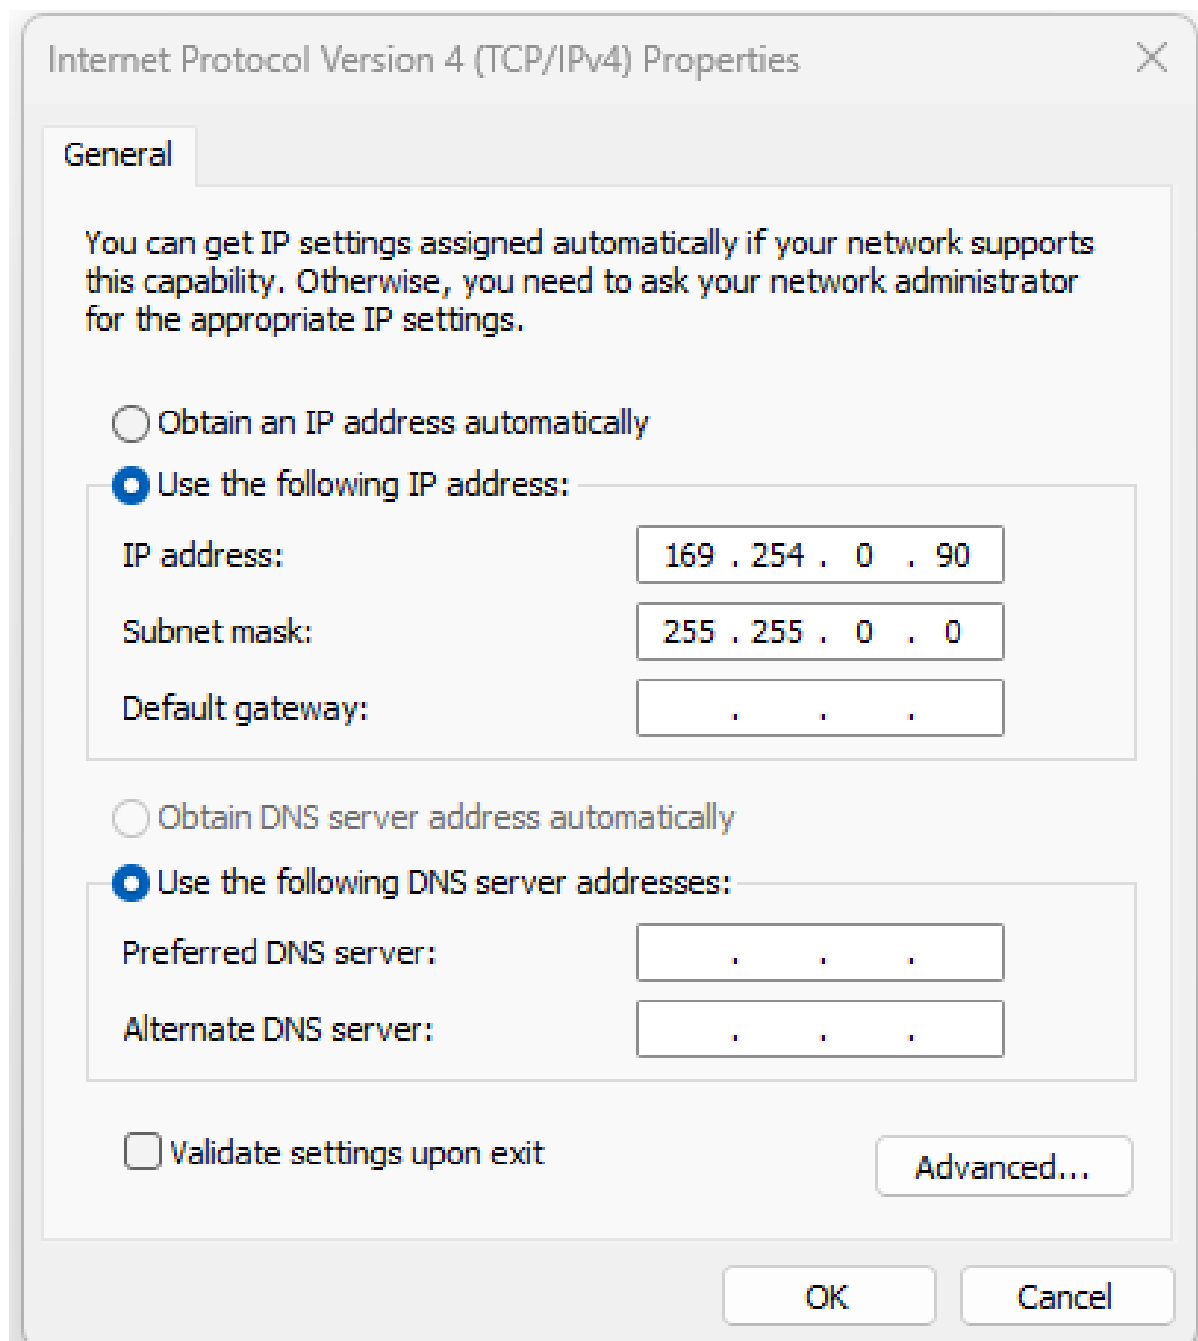 Internet Protocol Version 4 (TCP/IPv4) Properties
General
You can get IP settings assigned automatically if your network supports
this capability. Otherwise, you need to ask your network administrator
for the appropriate IP settings.
Obtain an IP address automatically
Use the following IP address:
IP address: 169 . 254 . 0 . 90
Subnet mask: 255 . 255 . 0 . 0
Default gateway: . . .
Obtain DNS server address automatically
Use the following DNS server addresses:
Preferred DNS server: . . .
Alternate DNS server: . . .
Validate settings upon exit
Advanced...
OK Cancel